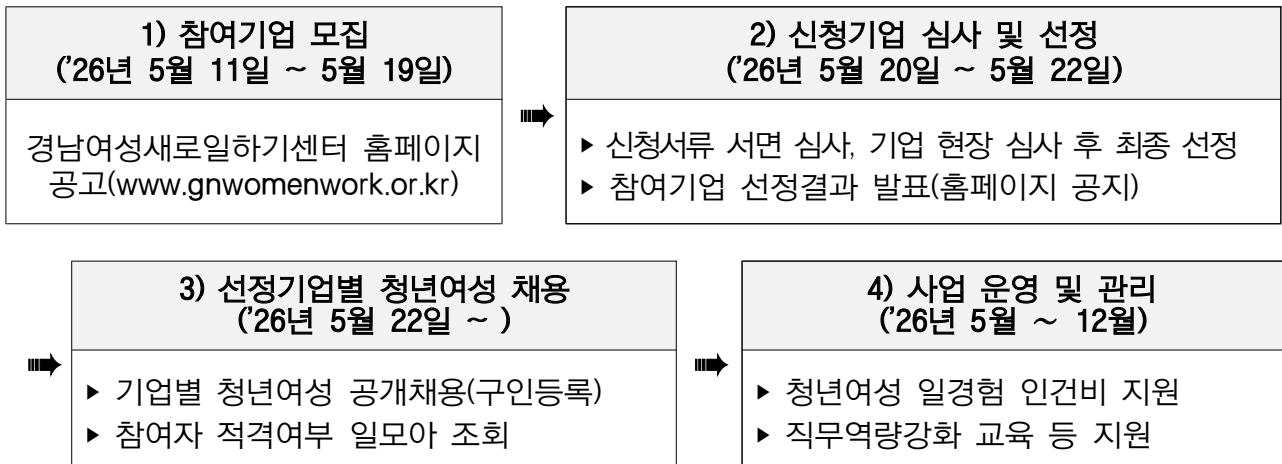 1) 참여기업 모집
('26년 5월 11일 ~ 5월 19일)
경남여성새로일하기센터 홈페이지
공고(www.gnwomenwork.or.kr)
2) 신청기업 심사 및 선정
('26년 5월 20일 ~ 5월 22일)
▸ 신청서류 서면 심사, 기업 현장 심사 후 최종 선정
▸ 참여기업 선정결과 발표(홈페이지 공지)
3) 선정기업별 청년여성 채용
('26년 5월 22일 ~ )
▸ 기업별 청년여성 공개채용(구인등록)
▸ 참여자 적격여부 일모아 조회
4) 사업 운영 및 관리
('26년 5월 ~ 12월)
▸ 청년여성 일경험 인건비 지원
▸ 직무역량강화 교육 등 지원